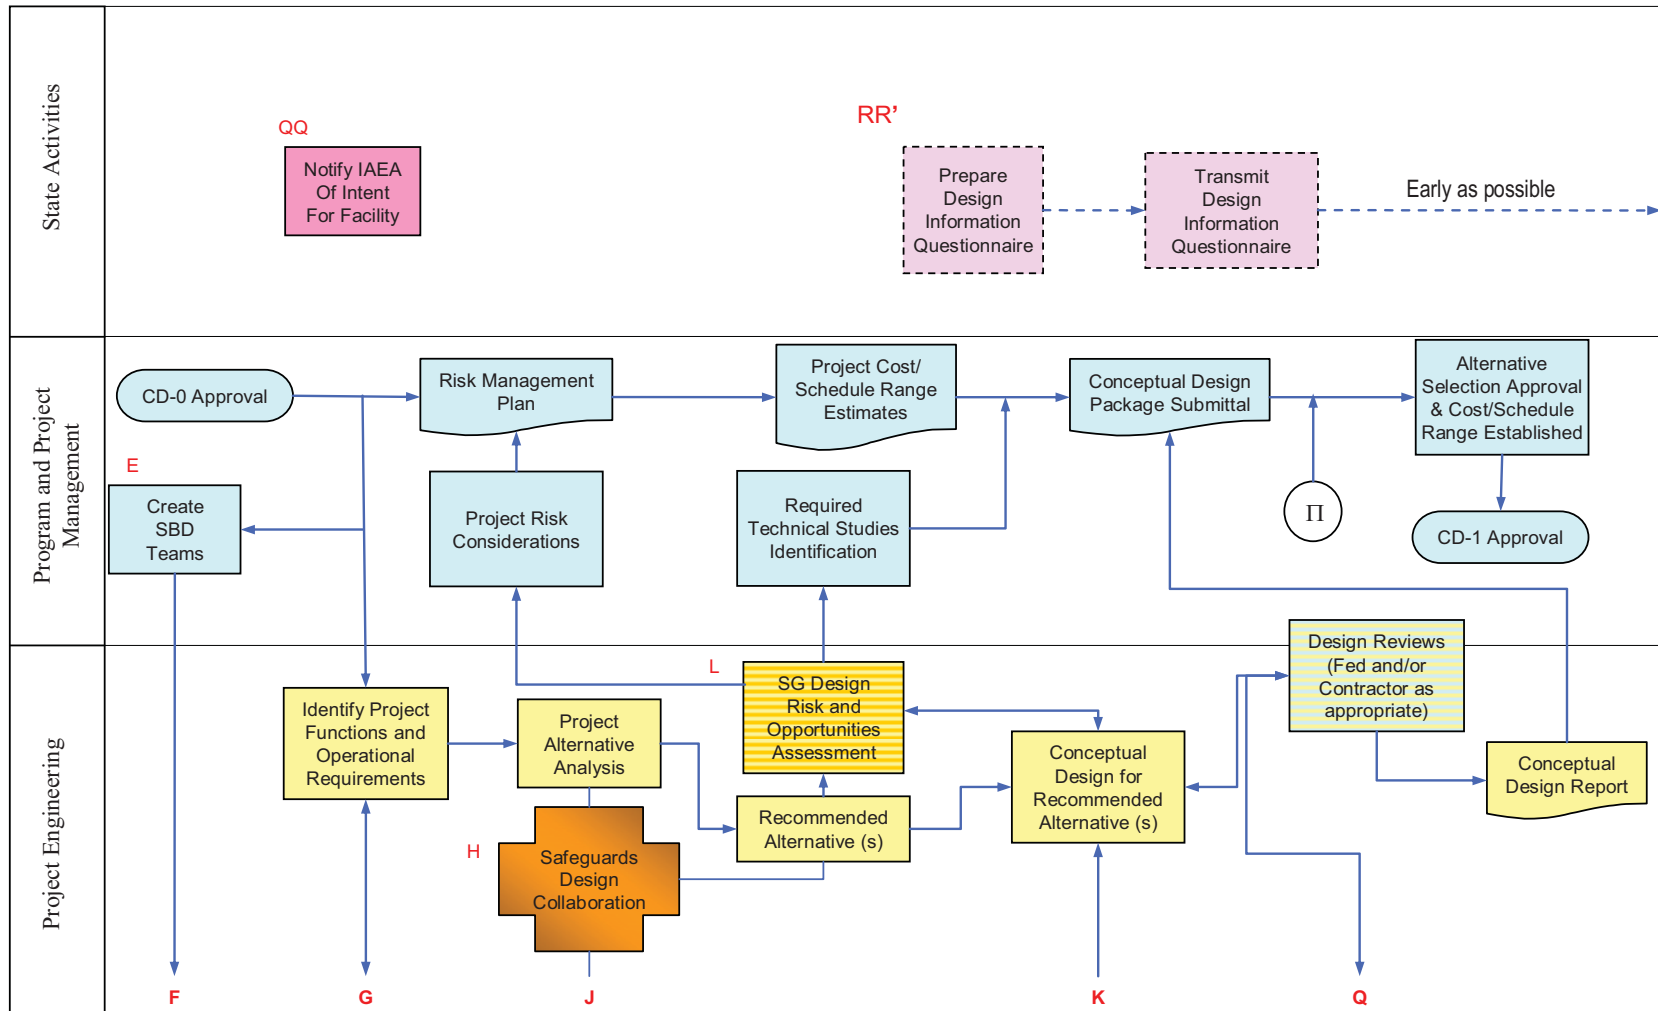 State Activities
QQ
Notify IAEA
Of Intent
For Facility
RR’
Prepare
Design
Information
Questionnaire
Transmit
Design
Information
Questionnaire
Early as possible
Program and Project
Management
CD-0 Approval
Risk Management
Plan
Project Cost/
Schedule Range
Estimates
Conceptual Design
Package Submittal
Alternative
Selection Approval
& Cost/Schedule
Range Established
E
Create
SBD
Teams
Project Risk
Considerations
Required
Technical Studies
Identification
Π
CD-1 Approval
Project Engineering
L
SG Design
Risk and
Opportunities
Assessment
Design Reviews
(Fed and/or
Contractor as
appropriate)
Identify Project
Functions and
Operational
Requirements
Project
Alternative
Analysis
Conceptual
Design for
Recommended
Alternative (s)
Conceptual
Design Report
Recommended
Alternative (s)
H
Safeguards
Design
Collaboration
F
G
J
K
Q